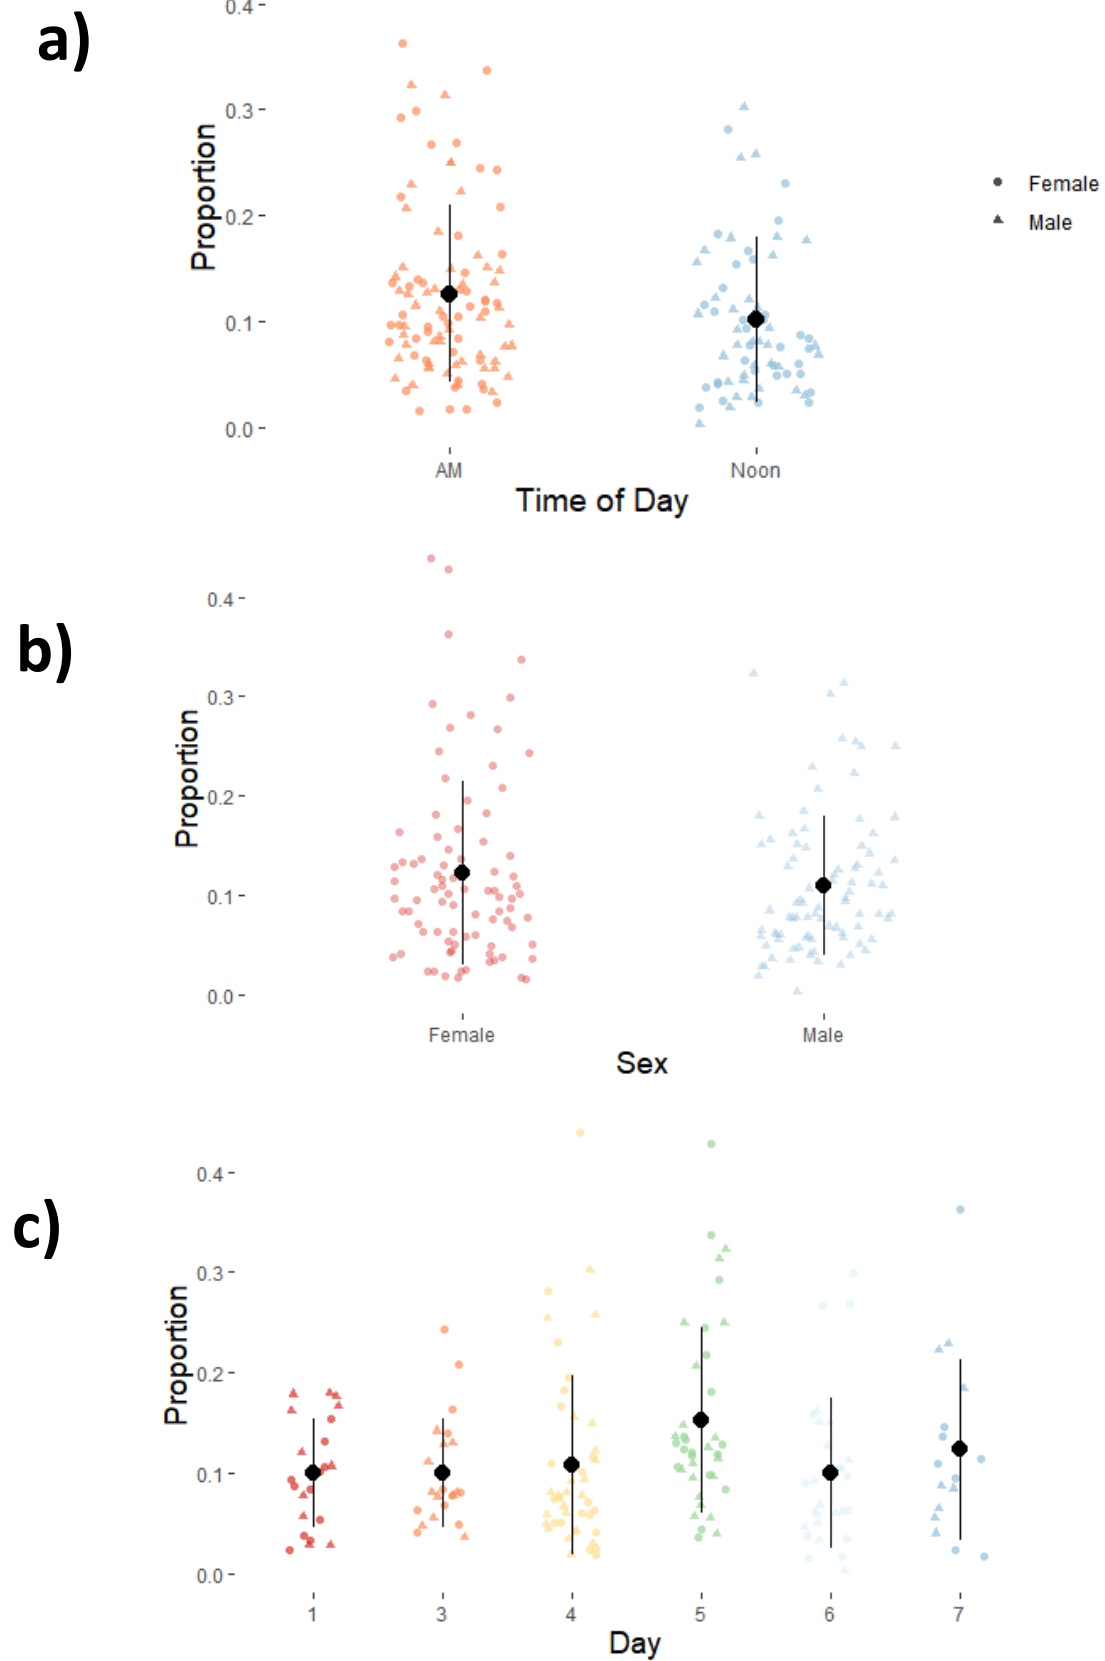 a)
0.4
0.3
0.2
0.1
0.0
Proportion
AM Noon
Time of Day
Female
Male
b)
0.4
0.3
0.2
0.1
0.0
Proportion
Female Male
Sex
c)
0.4
0.3
0.2
0.1
0.0
Proportion
1 3 4 5 6 7
Day